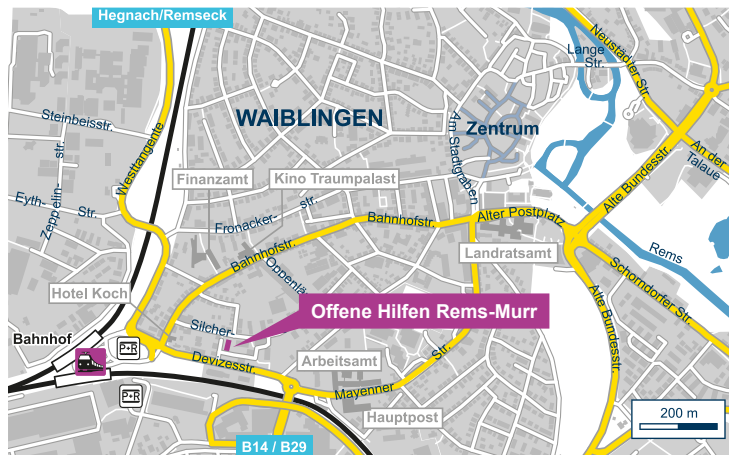 Hegnach/Remseck
Neustädter Str.
Lange
Str.
Steinbeisstr.
WAIBLINGEN
Zentrum
Am Stadtgraben
An der
Talaue
Westtangente
Zeppelin-
str.
Eyth-
Str.
Finanzamt
Kino Traumpalast
Fronacker-
str.
Bahnhofstr.
Alter Postplatz
Alte Bundesstr.
Bahnhofstr.
Oppenlä
Landratsamt
Rems
Schorndorfer Str.
Hotel Koch
Silcher-
Offene Hilfen Rems-Murr
Alte Bundesstr.
Bahnhof
P+R
Devizesstr.
Arbeitsamt
Mayenner
Str.
P+R
Hauptpost
200 m
B14 / B29